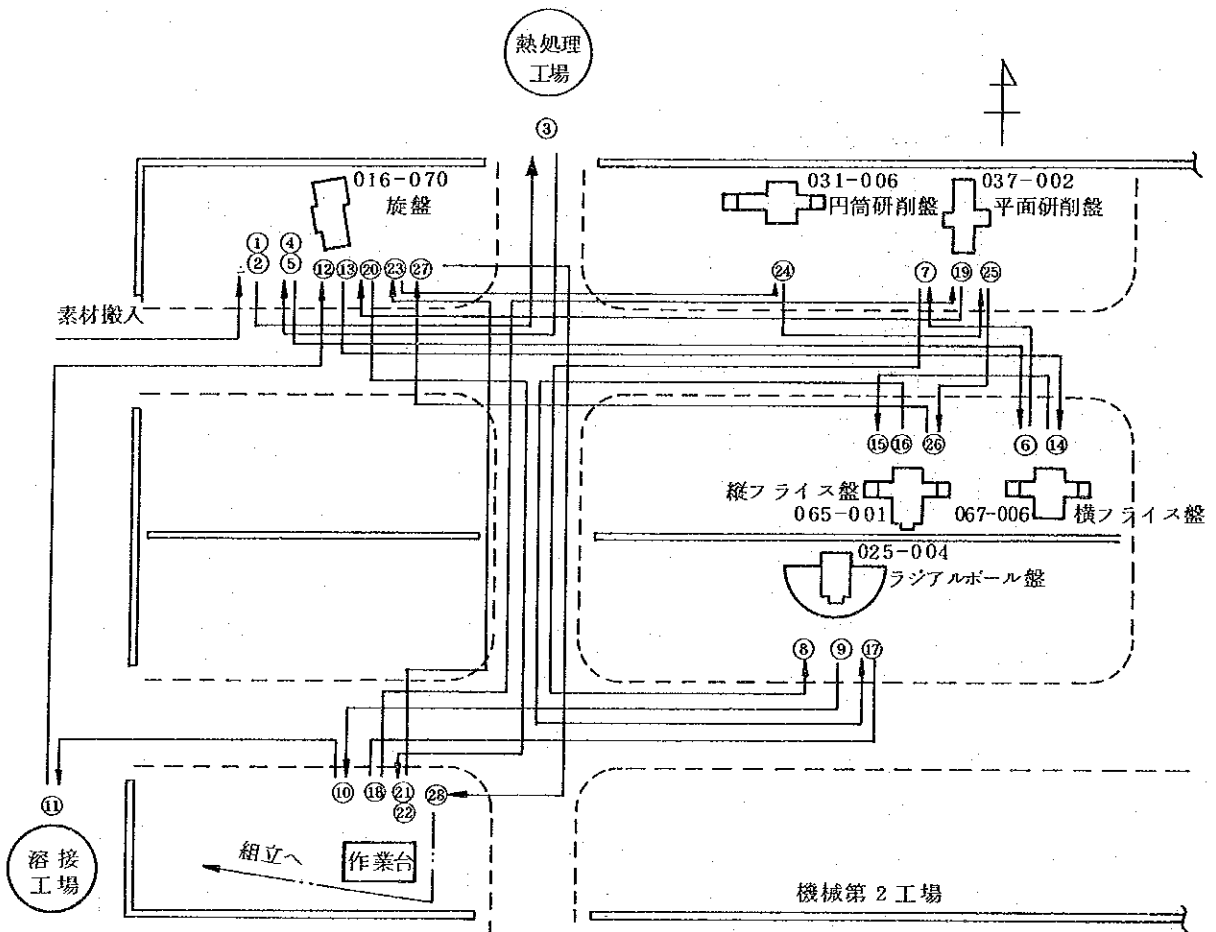 熱処理
工場
③
016-070
旋盤
031-006
円筒研削盤
037-002
平面研削盤
①
②
④
⑤
⑫ ⑬ ⑳ ㉓ ㉗
㉔
⑦ ⑲ ㉕
素材搬入
⑮ ⑯ ㉖
⑥ ⑭
縦フライス盤
065-001
067-006
横フライス盤
025-004
ラジアルボール盤
⑧ ⑨ ⑰
⑪
⑩ ⑱ ㉑ ㉘
㉒
溶接
工場
組立へ
作業台
機械第2工場